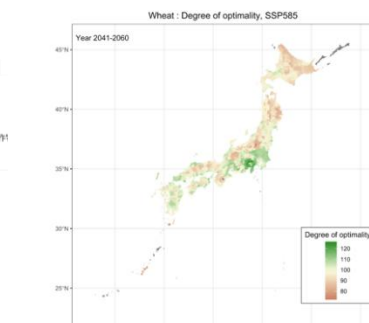 Wheat : Degree of optimality, SSP585
Year 2041-2060
45°N
40°N
35°N
30°N
25°N
Degree of optimality
120
110
100
90
80